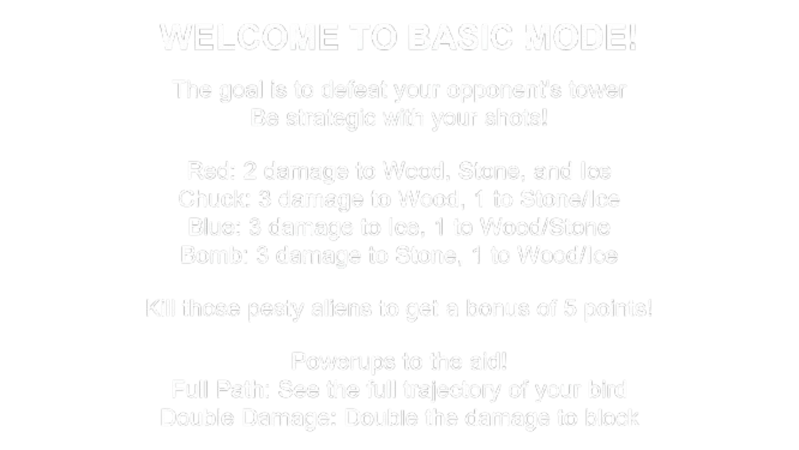 WELCOME TO BASIC MODE!
The goal is to defeat your opponent's tower
Be strategic with your shots!
Red: 2 damage to Wood, Stone, and Ice
Chuck: 3 damage to Wood, 1 to Stone/Ice
Blue: 3 damage to Ice, 1 to Wood/Stone
Bomb: 3 damage to Stone, 1 to Wood/Ice
Kill those pesty aliens to get a bonus of 5 points!
Powerups to the aid!
Full Path: See the full trajectory of your bird
Double Damage: Double the damage to block